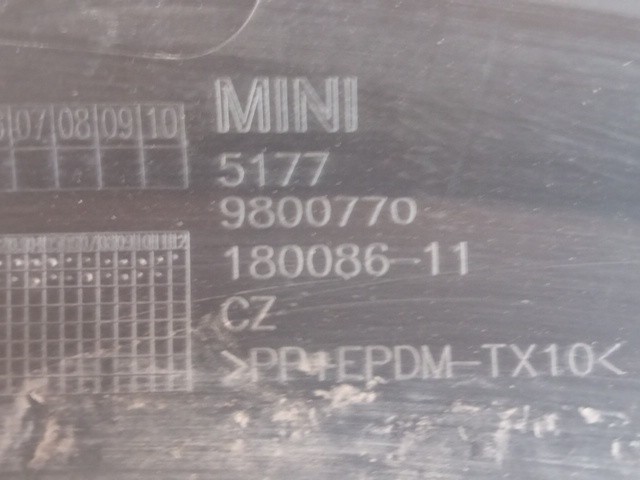 MINI
07 08 09 10
5177
9800770
180086-11
CZ
>PP+EPDM-TX10<